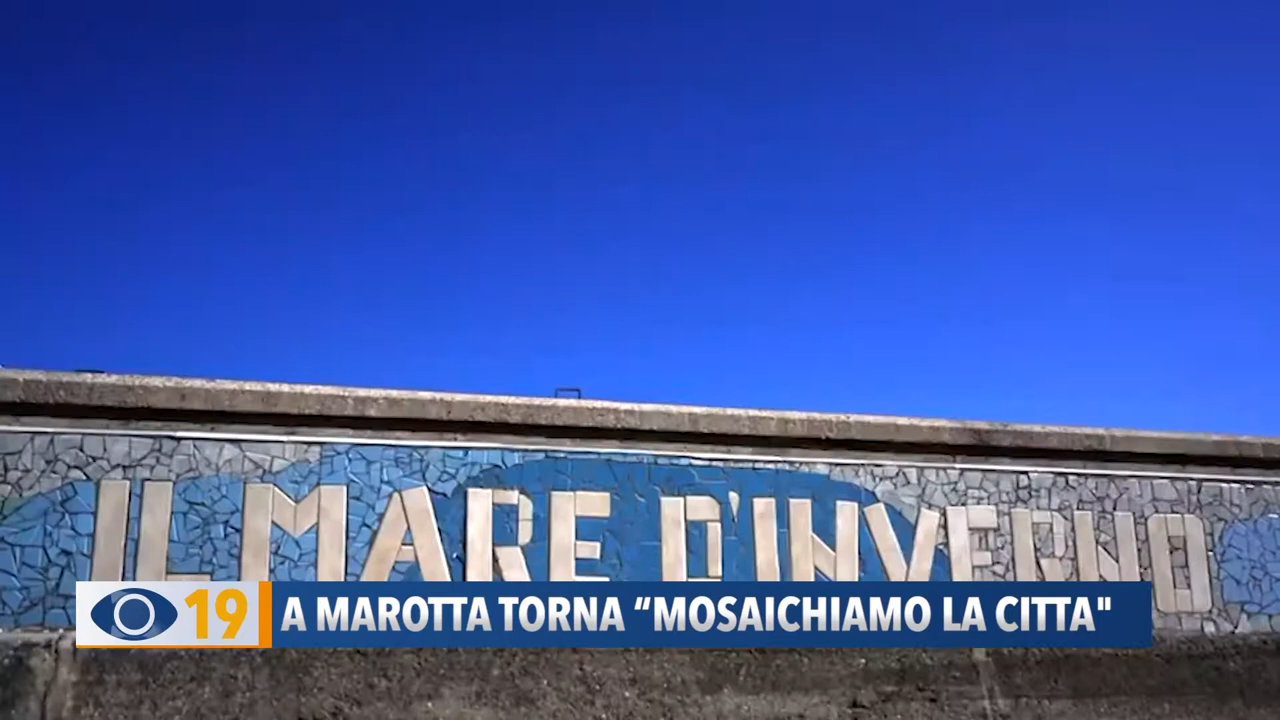 IL MARE D'INVERNO
19
A MAROTTA TORNA “MOSAICHIAMO LA CITTA"